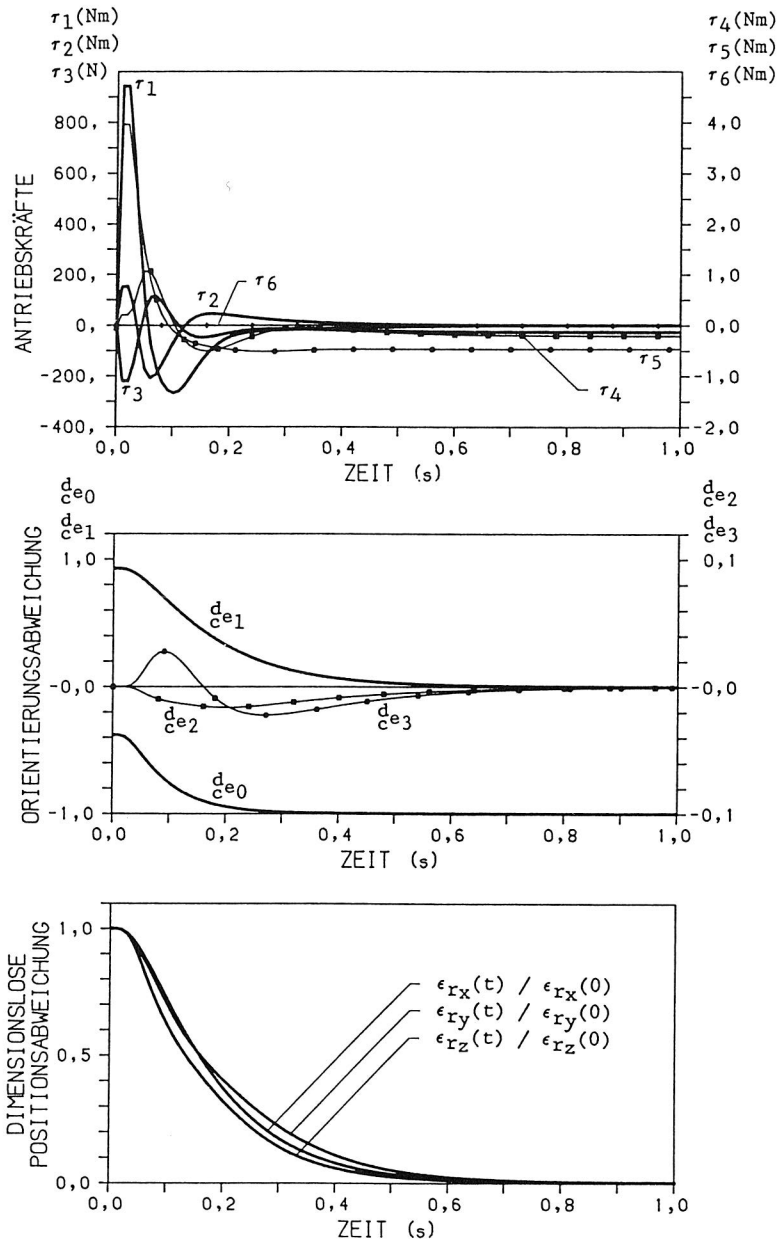 τ1(Nm) τ4(Nm)
τ2(Nm) τ5(Nm)
τ3(N) τ6(Nm)
ANTRIEBSKRÄFTE
800,
600,
400,
200,
0,
-200,
-400,
4,0
3,0
2,0
1,0
0,0
-1,0
-2,0
τ1
τ2
τ6
τ3
τ4
τ5
0,0 0,2 0,4 0,6 0,8 1,0
ZEIT (s)
dce0 dce2
dce1 dce3
ORIENTIERUNGSABWEICHUNG
1,0
-0,0
-1,0
0,1
-0,0
-0,1
dce1
dce2
dce3
dce0
0,0 0,2 0,4 0,6 0,8 1,0
ZEIT (s)
DIMENSIONSLOSE
POSITIONSABWEICHUNG
1,0
0,5
0,0
ϵrx(t) / ϵrx(0)
ϵry(t) / ϵry(0)
ϵrz(t) / ϵrz(0)
0,0 0,2 0,4 0,6 0,8 1,0
ZEIT (s)